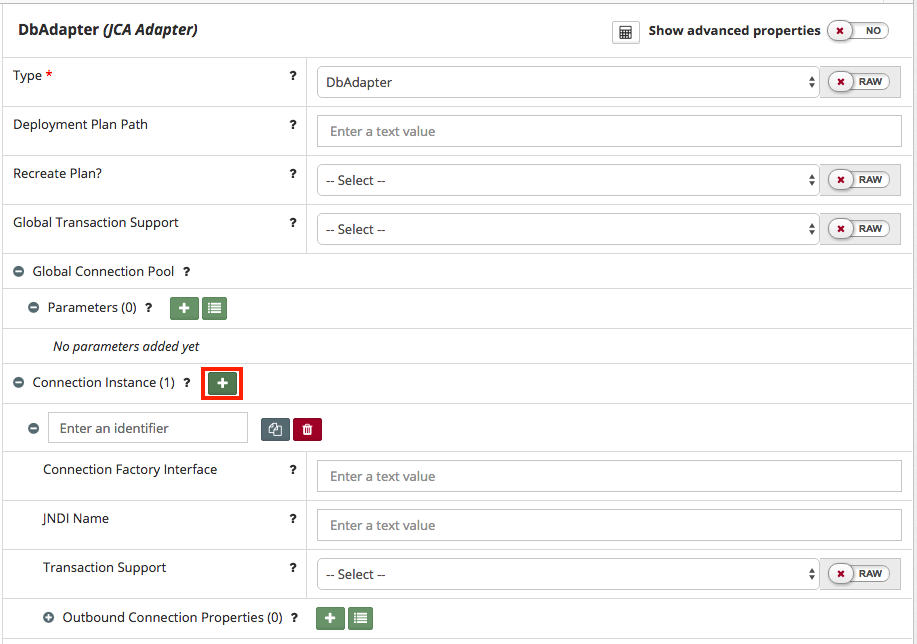 DbAdapter (JCA Adapter) Show advanced properties NO
Type * ? DbAdapter RAW
Deployment Plan Path ? Enter a text value
Recreate Plan? ? -- Select -- RAW
Global Transaction Support ? -- Select -- RAW
Global Connection Pool ?
Parameters (0) ?
No parameters added yet
Connection Instance (1) ?
Enter an identifier
Connection Factory Interface ? Enter a text value
JNDI Name ? Enter a text value
Transaction Support ? -- Select -- RAW
Outbound Connection Properties (0) ?